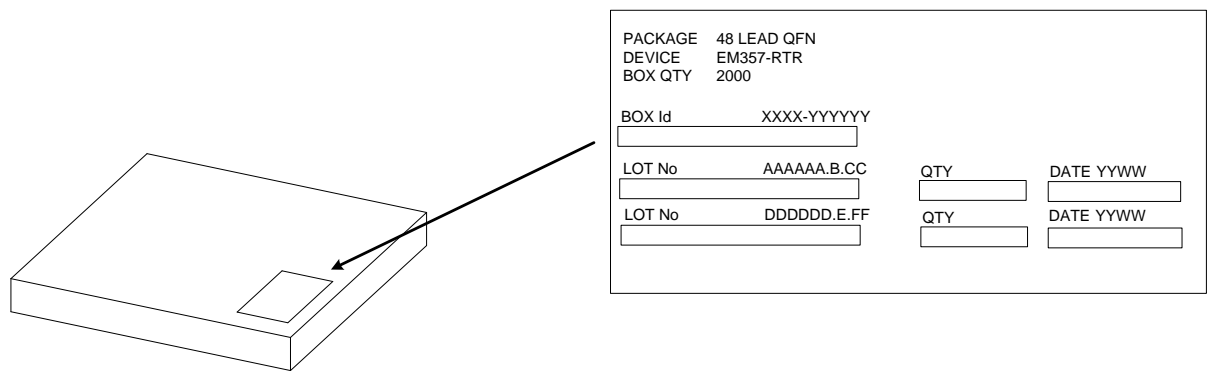 PACKAGE 48 LEAD QFN
DEVICE EM357-RTR
BOX QTY 2000
BOX Id XXXX-YYYYYY
LOT No AAAAAA.B.CC QTY DATE YYWW
LOT No DDDDDD.E.FF QTY DATE YYWW